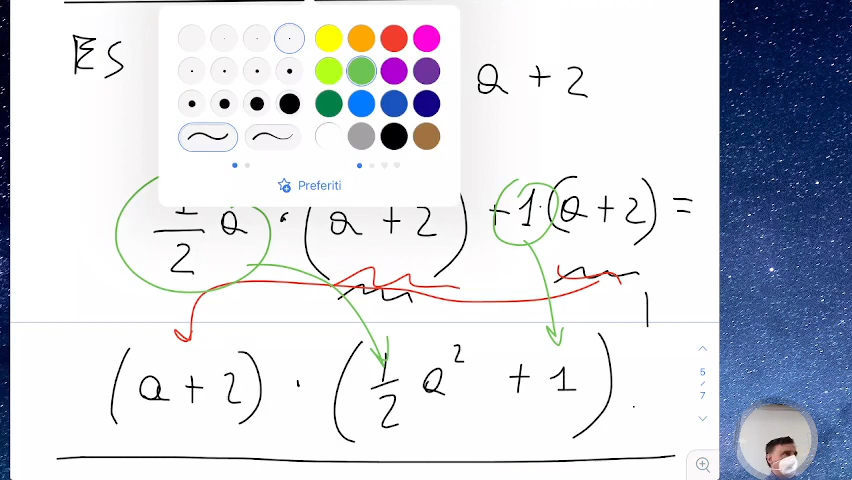 Es a + 2
Preferiti
1/2 a · (a + 2) + 1·(a + 2) =
(a + 2) · (1/2 a² + 1).
5
/
7